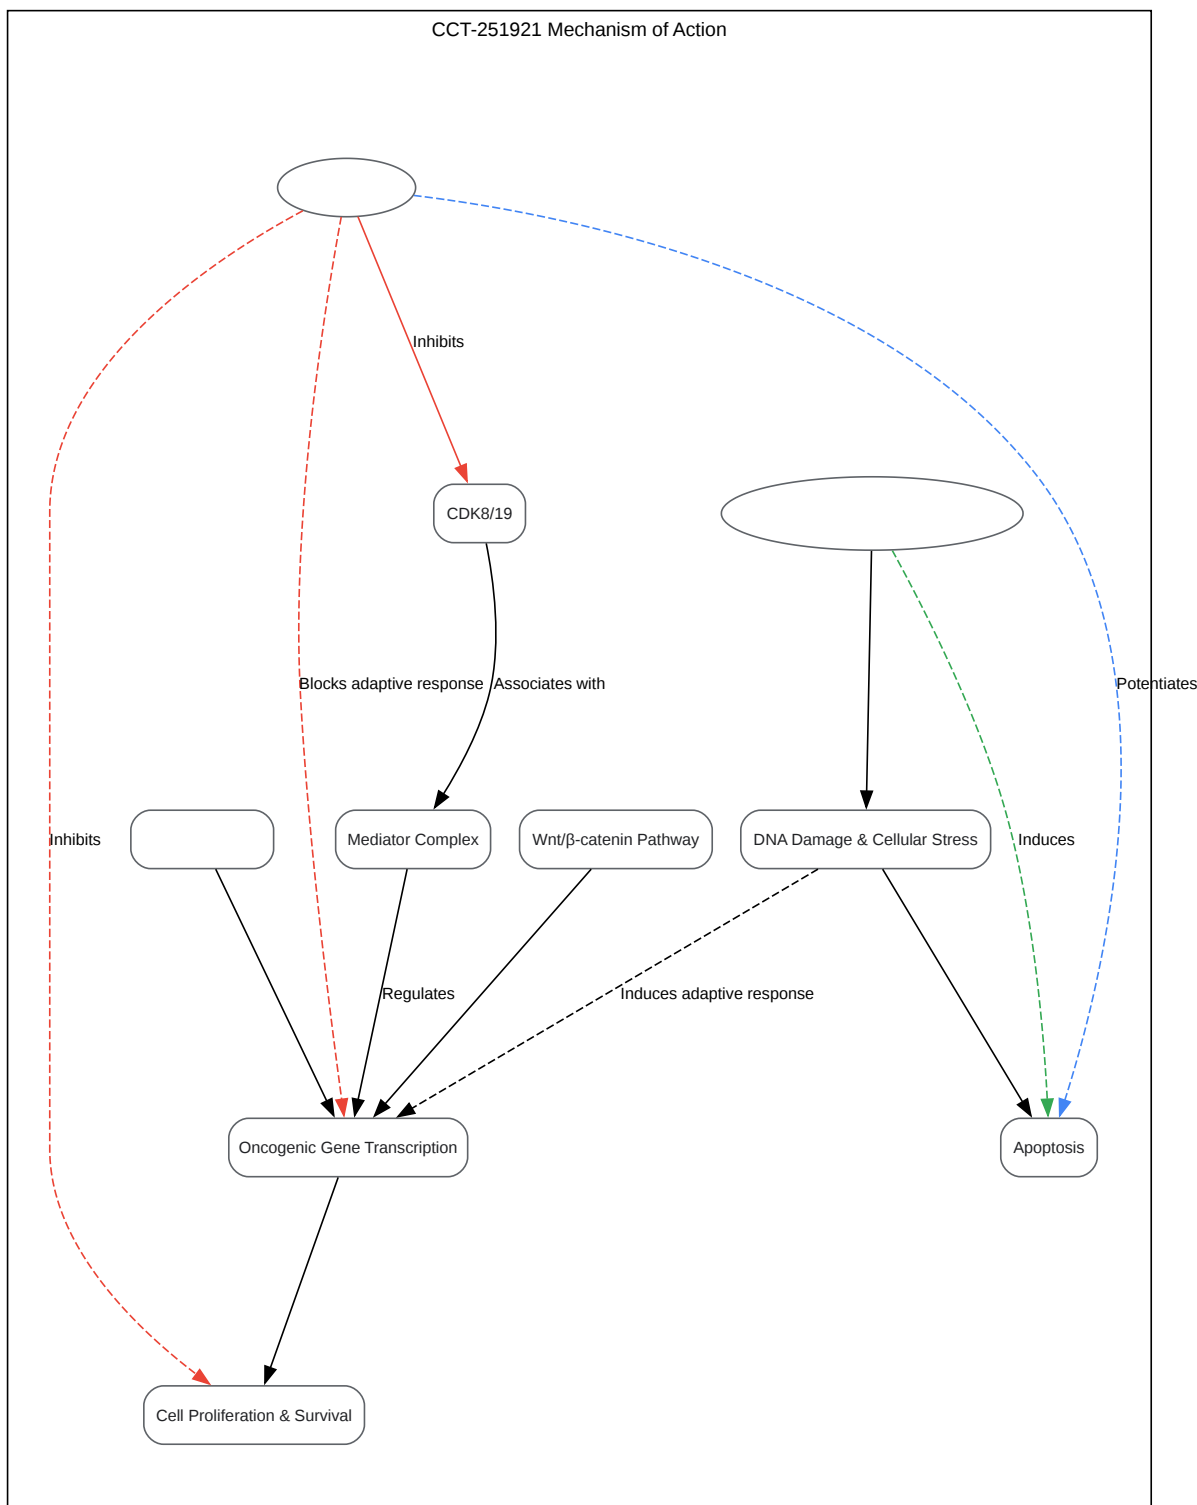 CCT-251921 Mechanism of Action
Inhibits
CDK8/19
Blocks adaptive response
Associates with
Potentiates
Inhibits
Mediator Complex
Wnt/β-catenin Pathway
DNA Damage & Cellular Stress
Induces
Regulates
Induces adaptive response
Oncogenic Gene Transcription
Apoptosis
Cell Proliferation & Survival